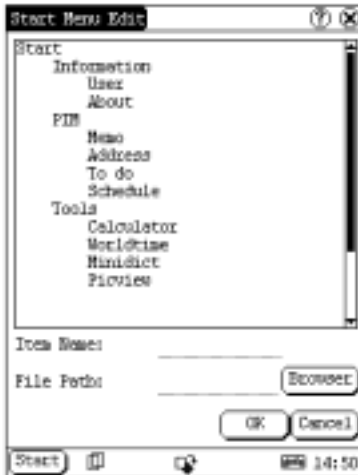 Start Menu Edit
Start
Information
User
About
PIM
Memo
Address
To do
Schedule
Tools
Calculator
Worldtime
Minidict
Picview
Item Name:
File Path:
Browser
OK
Cancel
Start
14:50